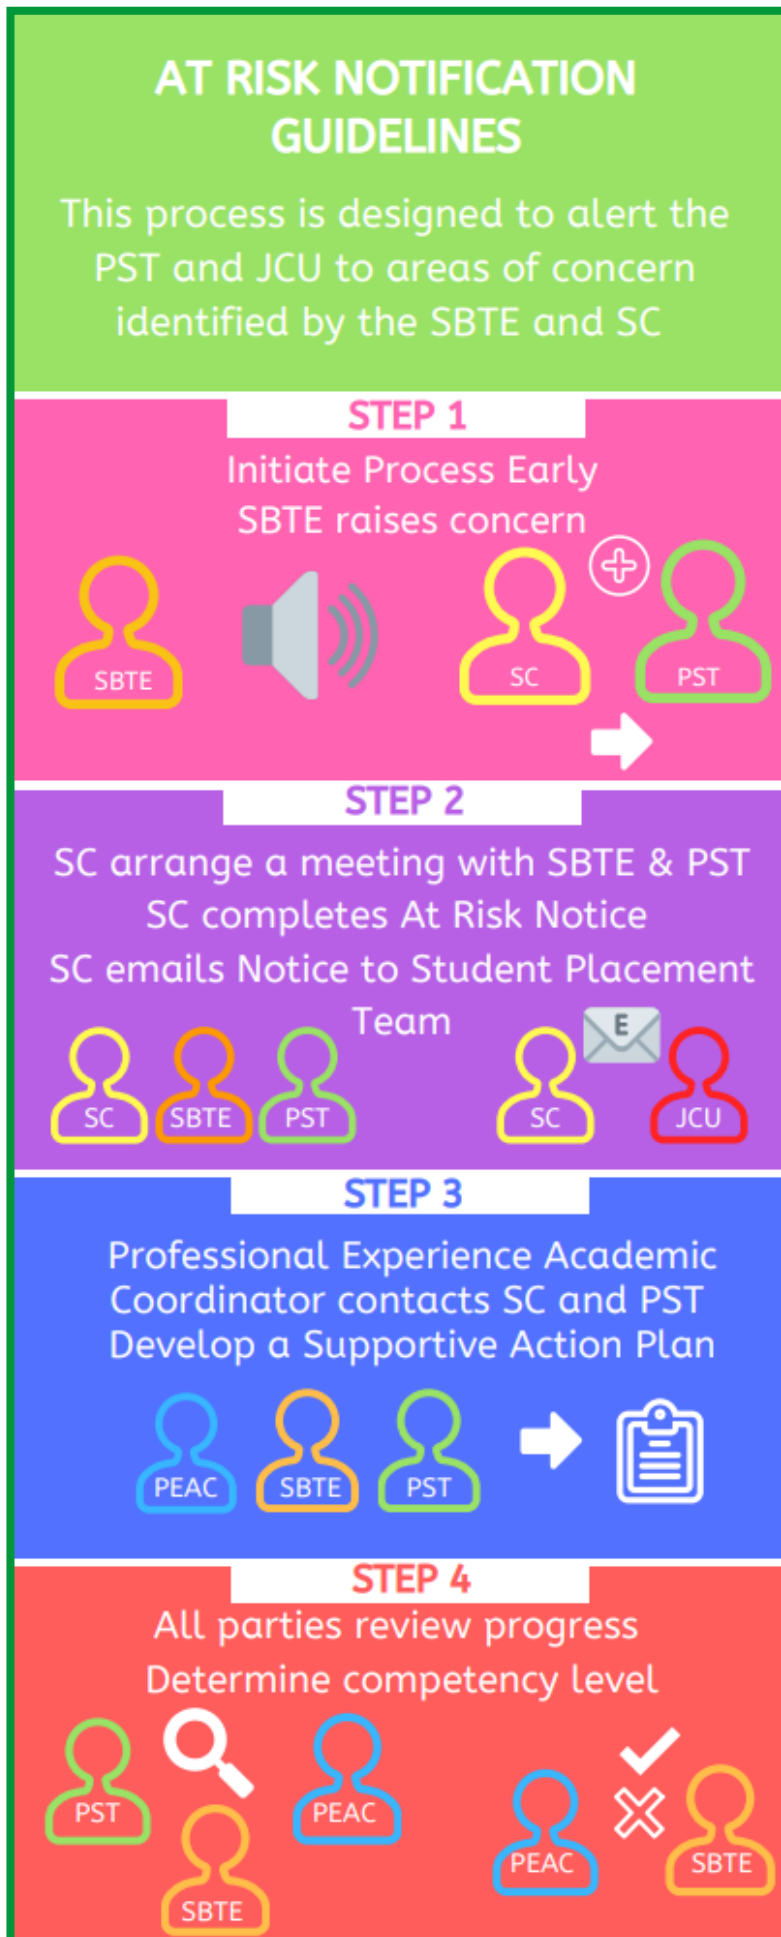 AT RISK NOTIFICATION
GUIDELINES
This process is designed to alert the
PST and JCU to areas of concern
identified by the SBTE and SC
STEP 1
Initiate Process Early
SBTE raises concern
SBTE
SC
PST
STEP 2
SC arrange a meeting with SBTE & PST
SC completes At Risk Notice
SC emails Notice to Student Placement
Team
E
SC
SBTE
PST
SC
JCU
STEP 3
Professional Experience Academic
Coordinator contacts SC and PST
Develop a Supportive Action Plan
PEAC
SBTE
PST
STEP 4
All parties review progress
Determine competency level
PST
PEAC
SBTE
PEAC
SBTE